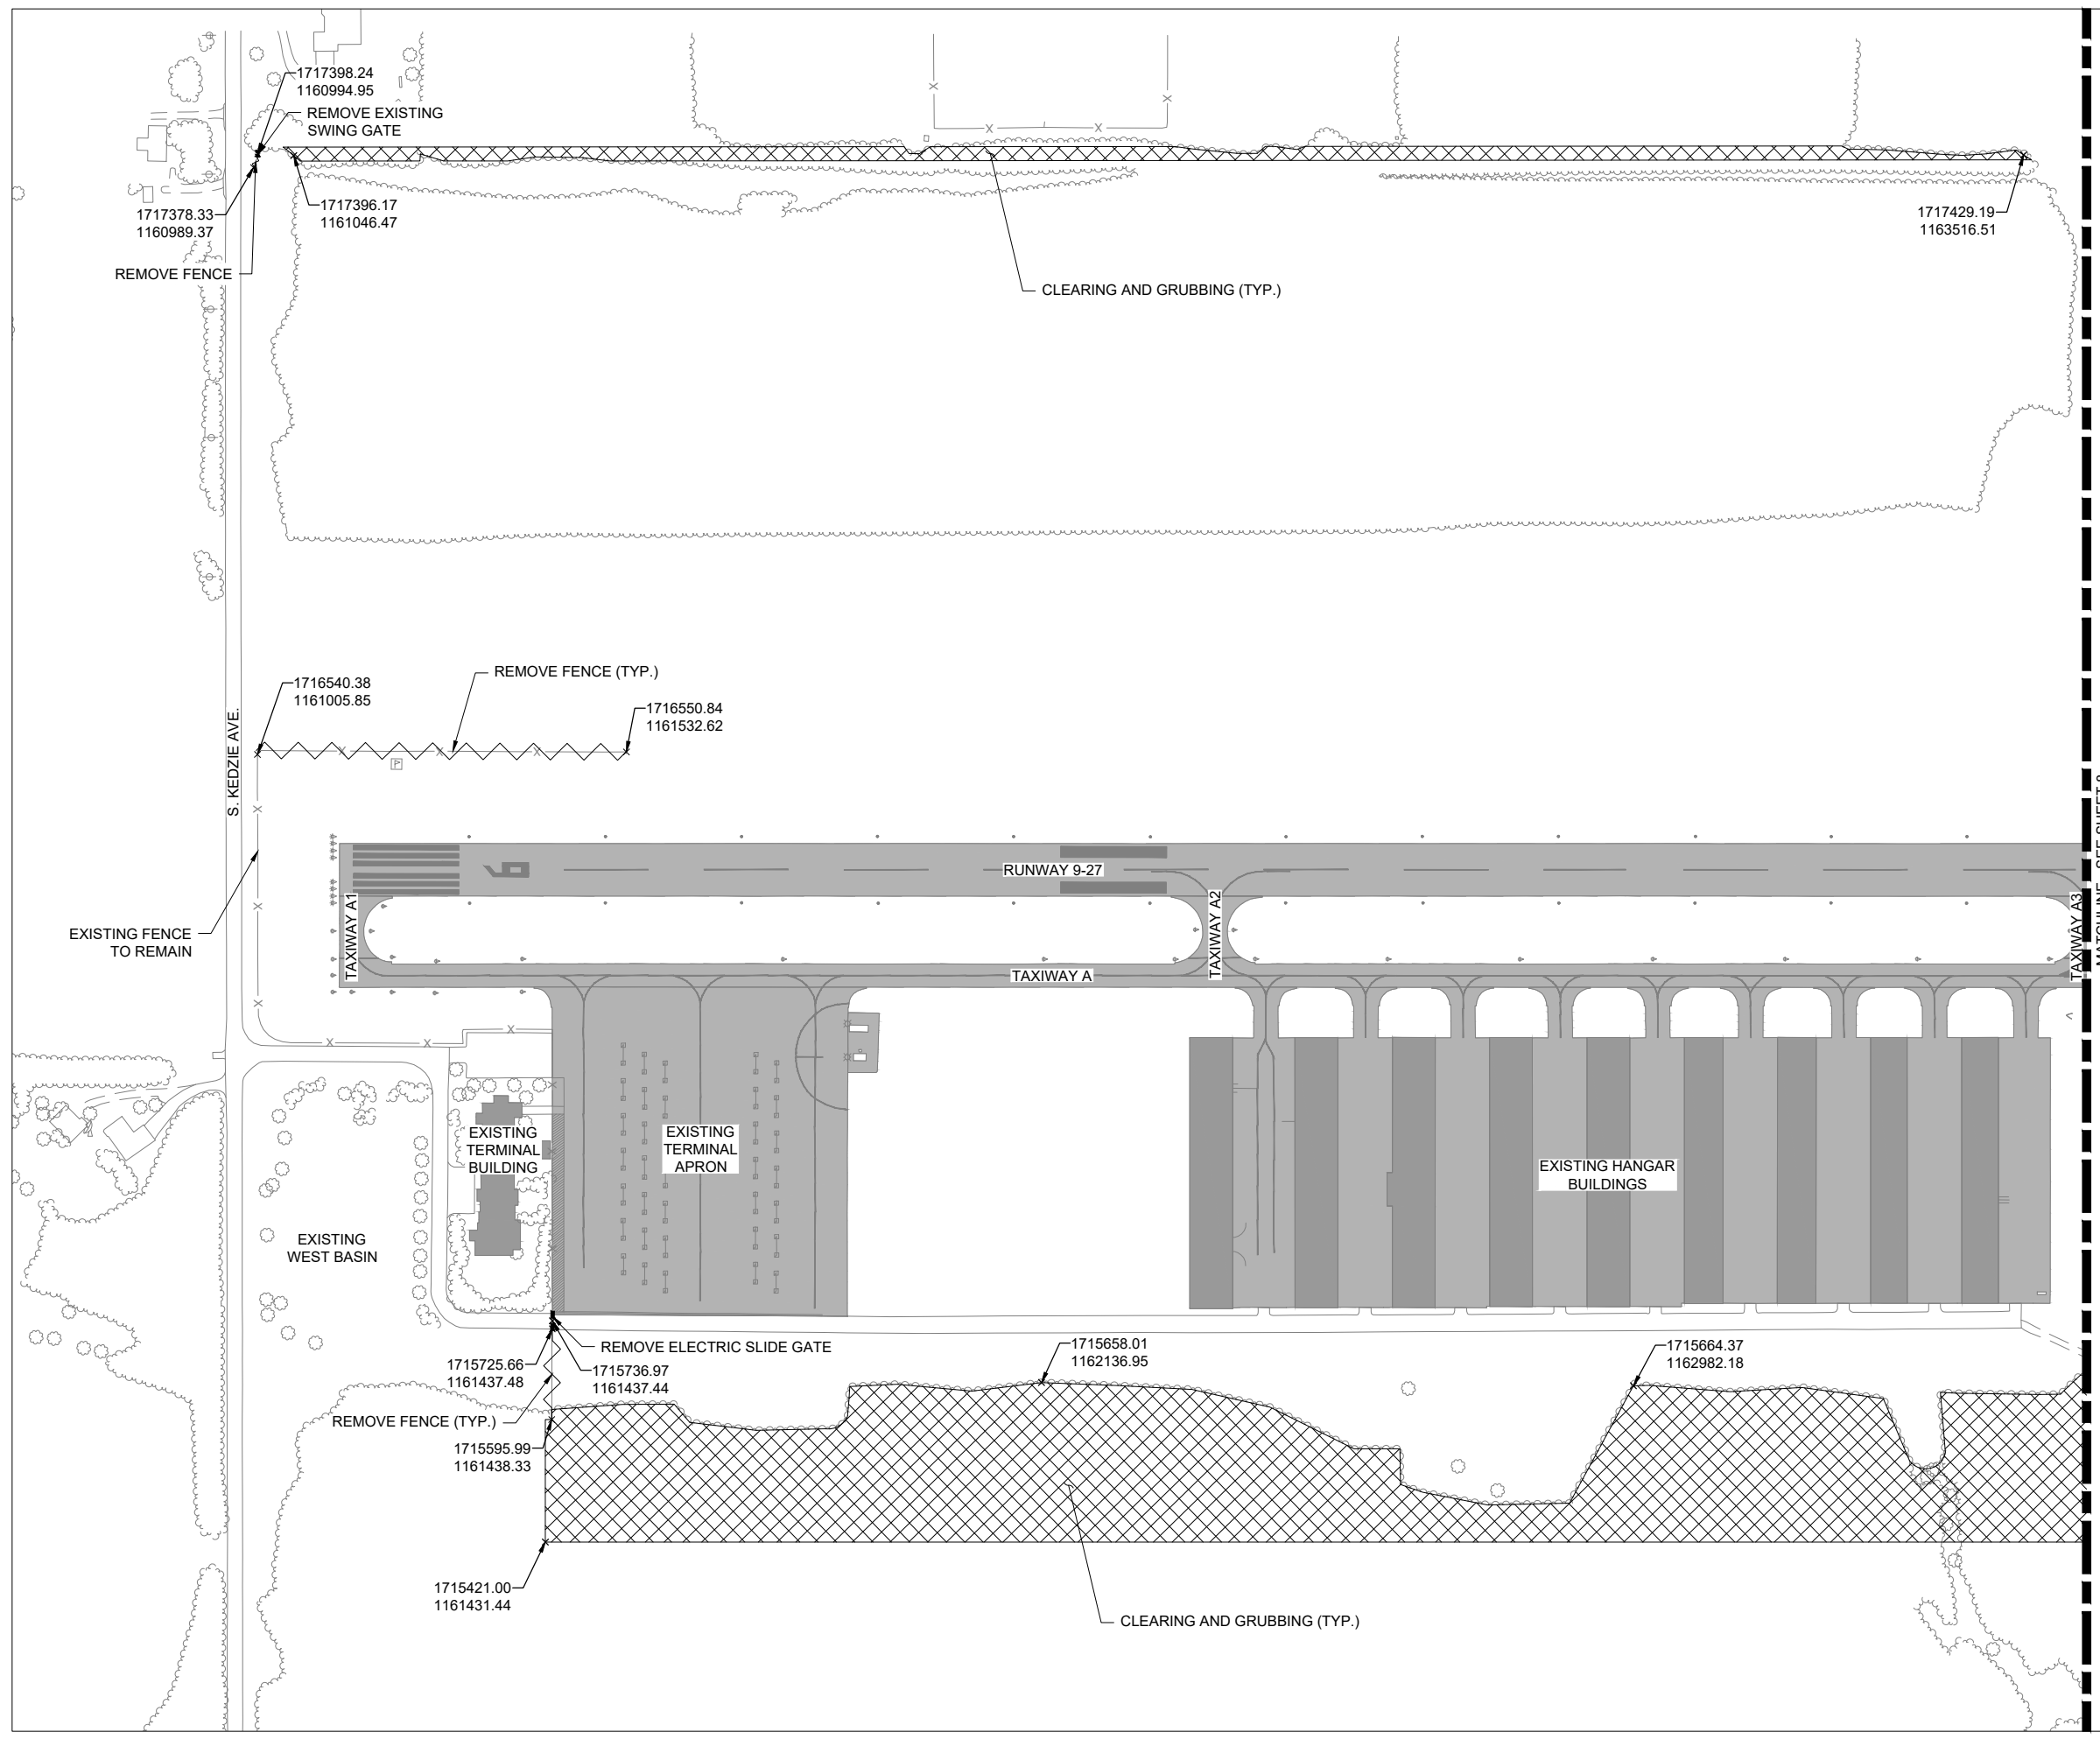 1717398.24
1160994.95
REMOVE EXISTING
SWING GATE
1717378.33
1160989.37
1717396.17
1161046.47
1717429.19
1163516.51
REMOVE FENCE
CLEARING AND GRUBBING (TYP.)
REMOVE FENCE (TYP.)
1716540.38
1161005.85
1716550.84
1161532.62
S. KEDZIE AVE.
RUNWAY 9-27
9
TAXIWAY A1
TAXIWAY A2
TAXIWAY A3
EXISTING FENCE
TO REMAIN
TAXIWAY A
EXISTING
TERMINAL
BUILDING
EXISTING
TERMINAL
APRON
EXISTING HANGAR
BUILDINGS
EXISTING
WEST BASIN
REMOVE ELECTRIC SLIDE GATE
1715725.66
1161437.48
1715736.97
1161437.44
1715658.01
1162136.95
1715664.37
1162982.18
REMOVE FENCE (TYP.)
1715595.99
1161438.33
1715421.00
1161431.44
CLEARING AND GRUBBING (TYP.)